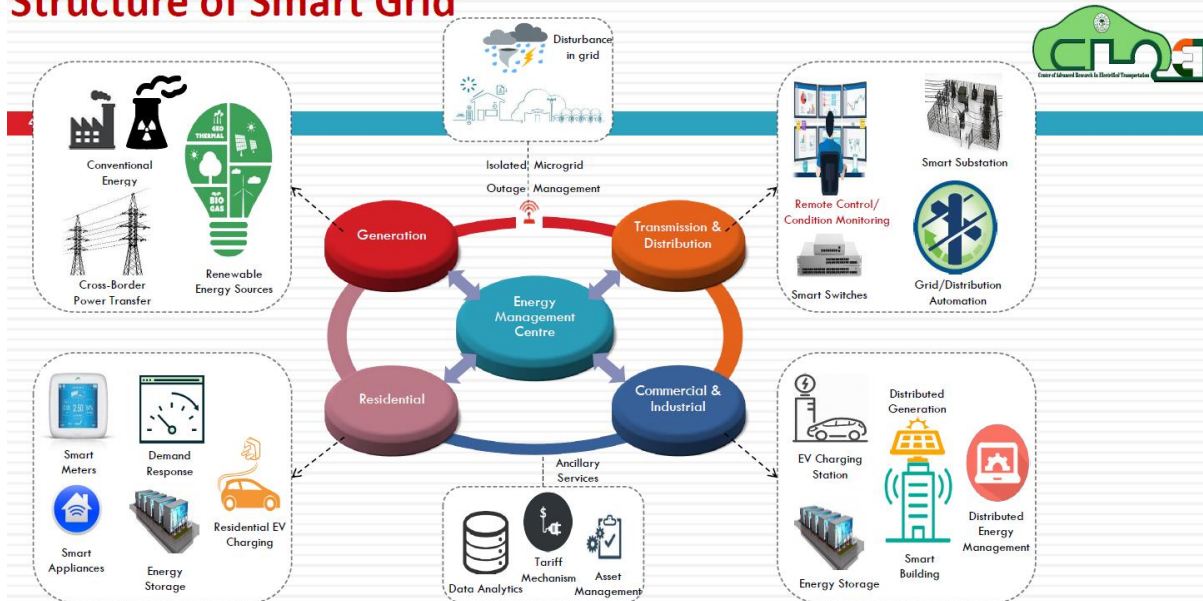 Structure of Smart Grid
Disturbance
in grid
Center of Advanced Research In Electrified Transportation
GEO
THERMAL
BIO
GAS
Conventional
Energy
Cross-Border
Power Transfer
Renewable
Energy Sources
Isolated Microgrid
Outage Management
Smart Substation
Remote Control/
Condition Monitoring
Smart Switches
Grid/Distribution
Automation
Generation
Transmission &
Distribution
Energy
Management
Centre
Residential
Commercial &
Industrial
Smart
Meters
Demand
Response
Smart
Appliances
Energy
Storage
Residential EV
Charging
Ancillary
Services
Data Analytics
$
Tariff
Mechanism
Asset
Management
EV Charging
Station
Distributed
Generation
Energy Storage
Smart
Building
Distributed
Energy
Management